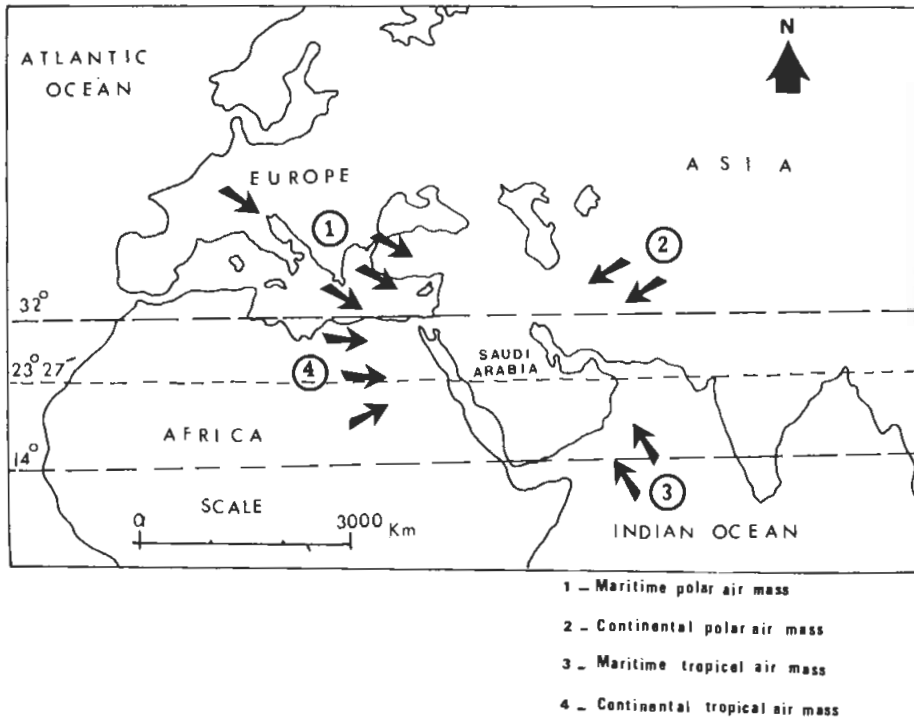 ATLANTIC
OCEAN
N
ASIA
EUROPE
1
2
32°
SAUDI
ARABIA
23°27'
4
AFRICA
14°
SCALE
3
0
3000 Km
INDIAN OCEAN
1 – Maritime polar air mass
2 – Continental polar air mass
3 – Maritime tropical air mass
4 – Continental tropical air mass